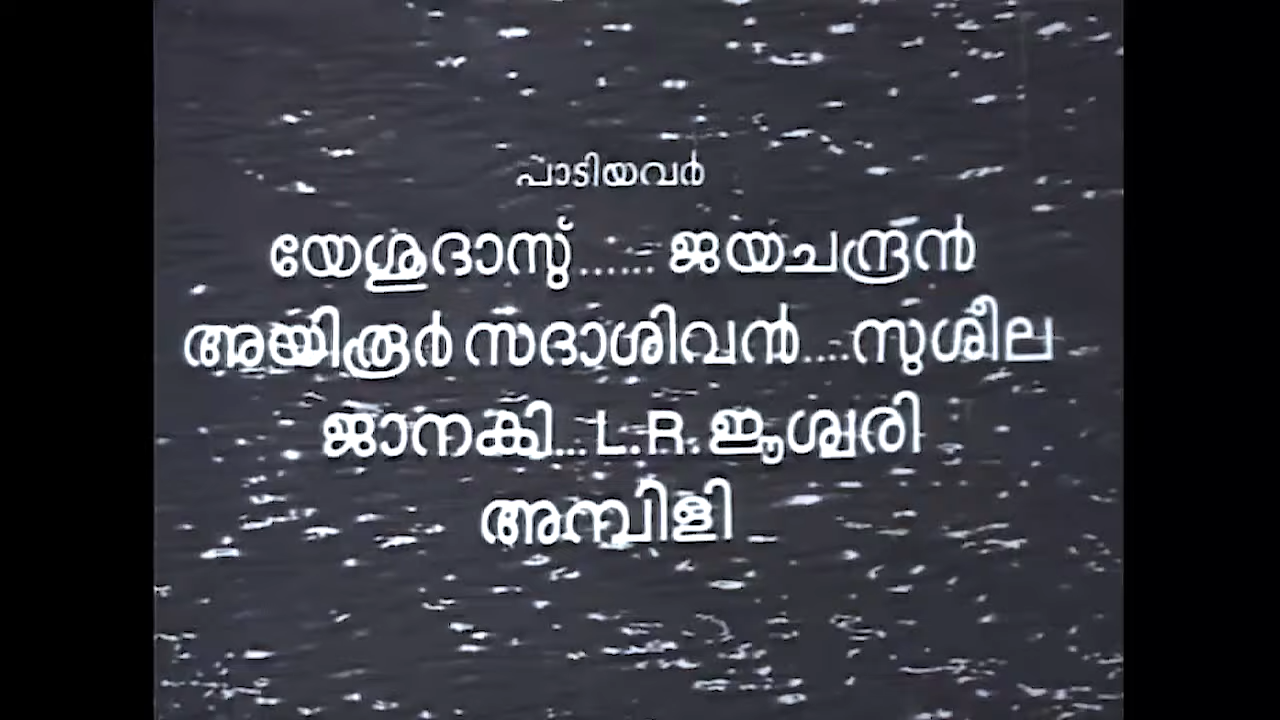 പാടിയവർ
യേശുദാസ്...... ജയചന്ദ്രൻ
അയിരൂർ സദാശിവൻ....സുശീല
ജാനകി...L.R.ഈശ്വരി
അമ്പിളി